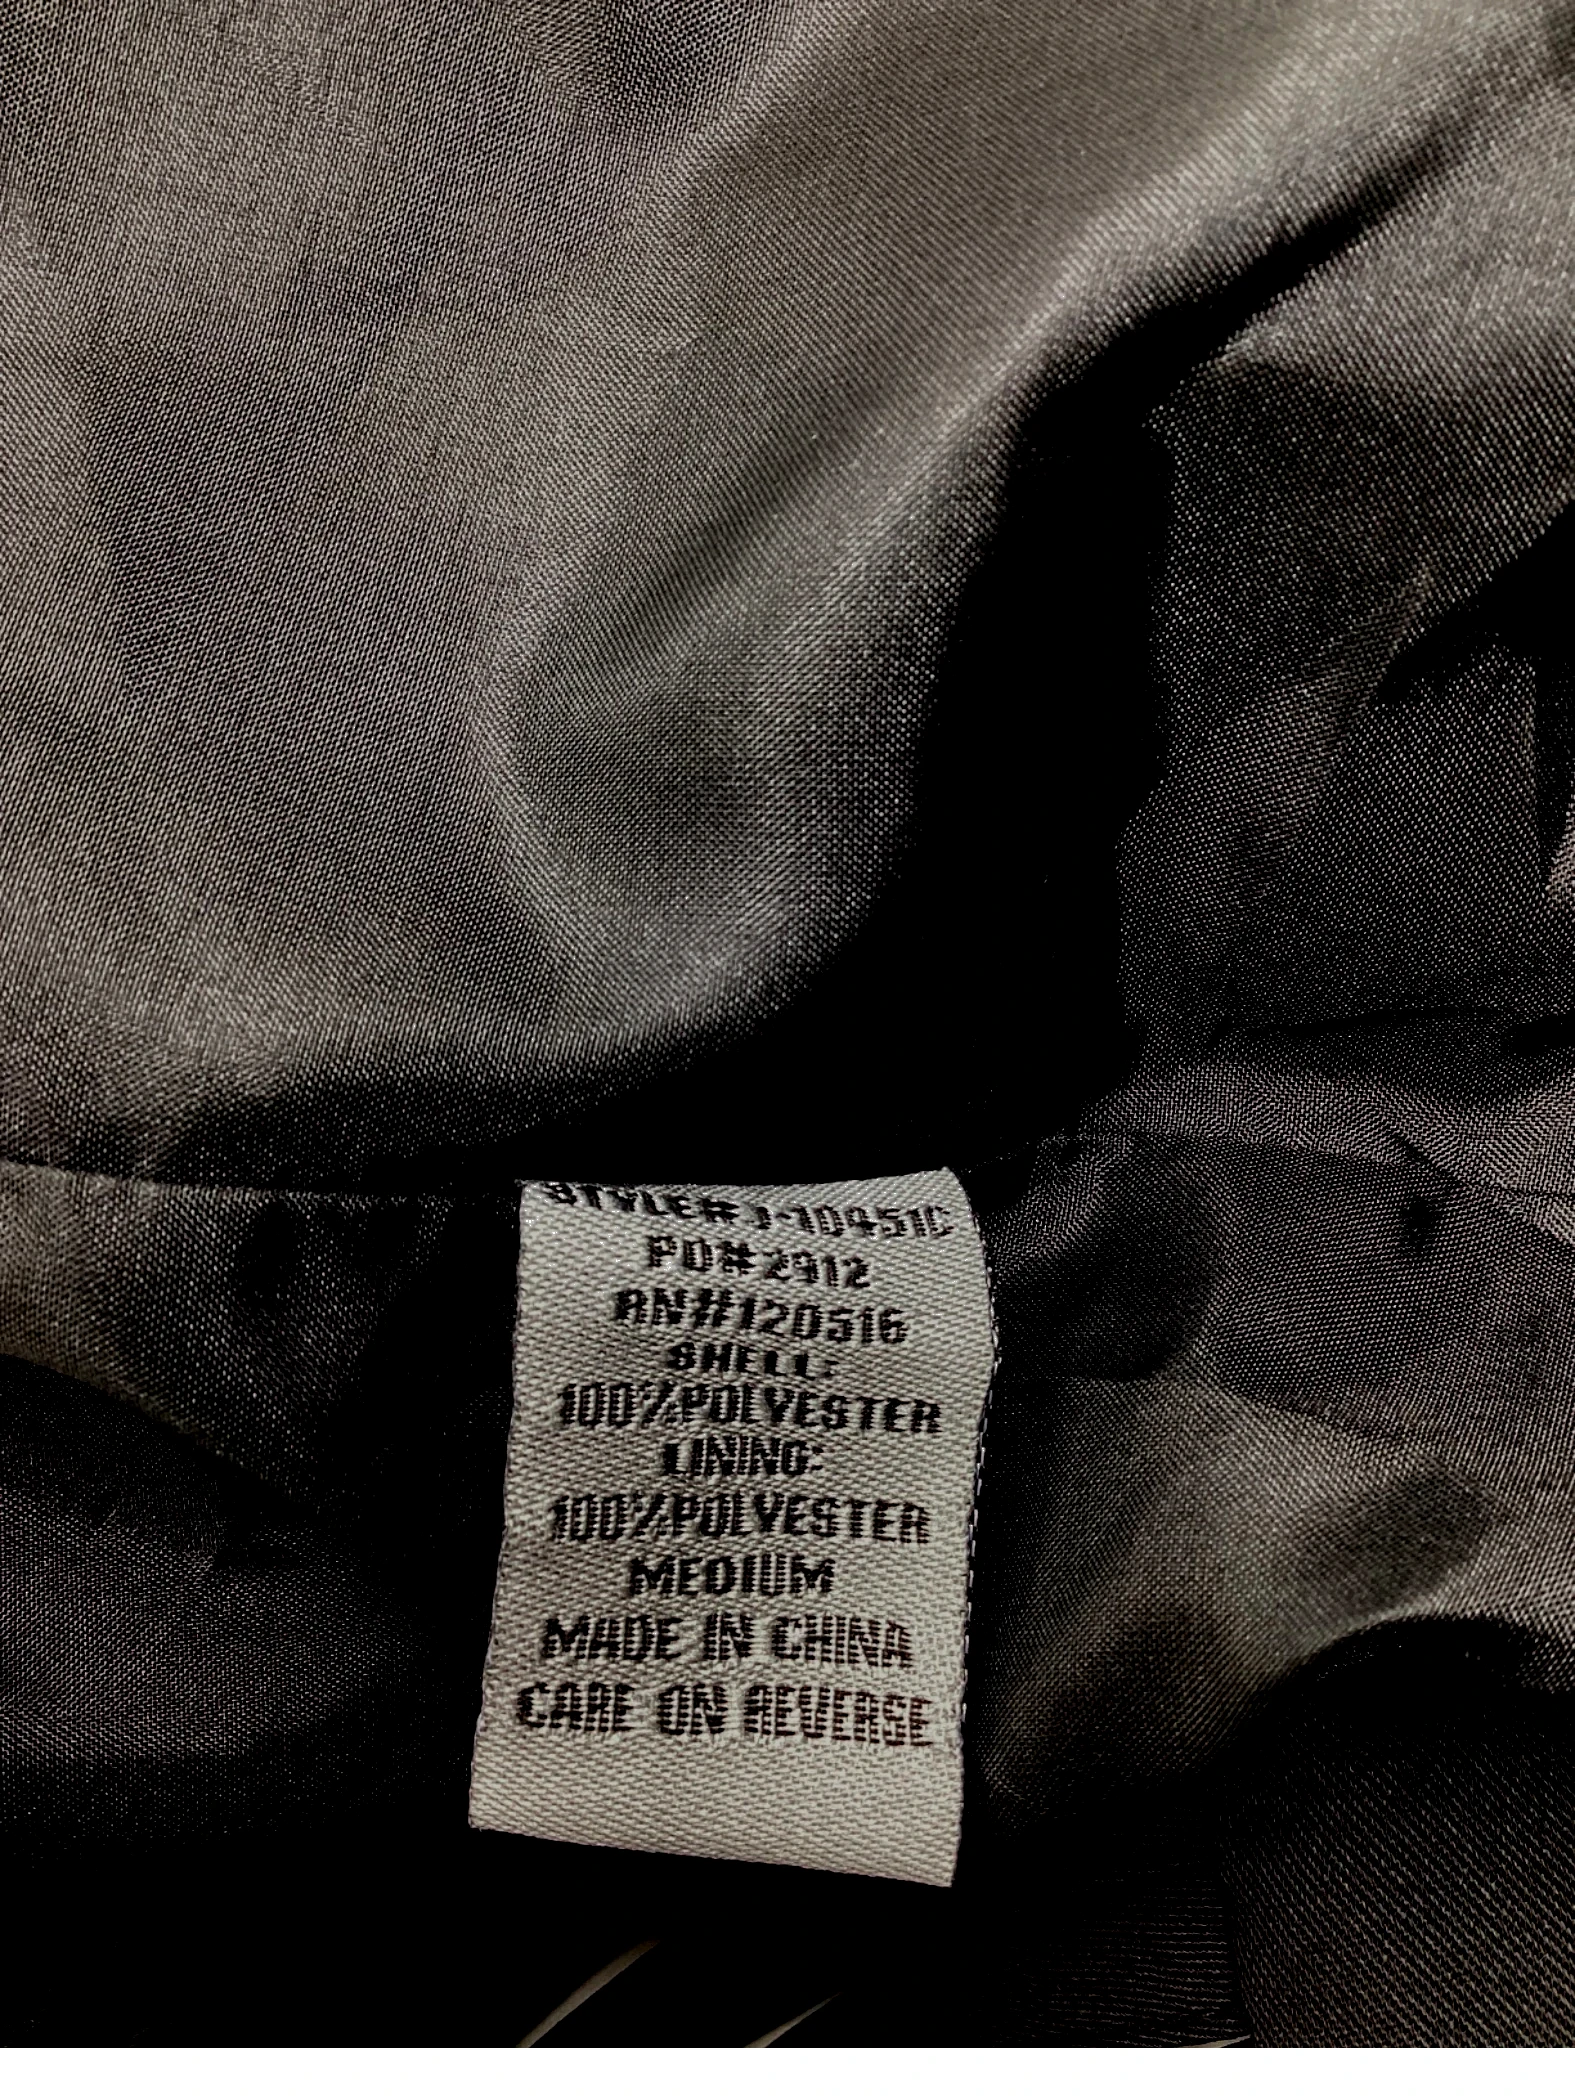 STYLE#J-10451C
PO#2912
RN#120516
SHELL:
100%POLYESTER
LINING:
100%POLYESTER
MEDIUM
MADE IN CHINA
CARE ON REVERSE